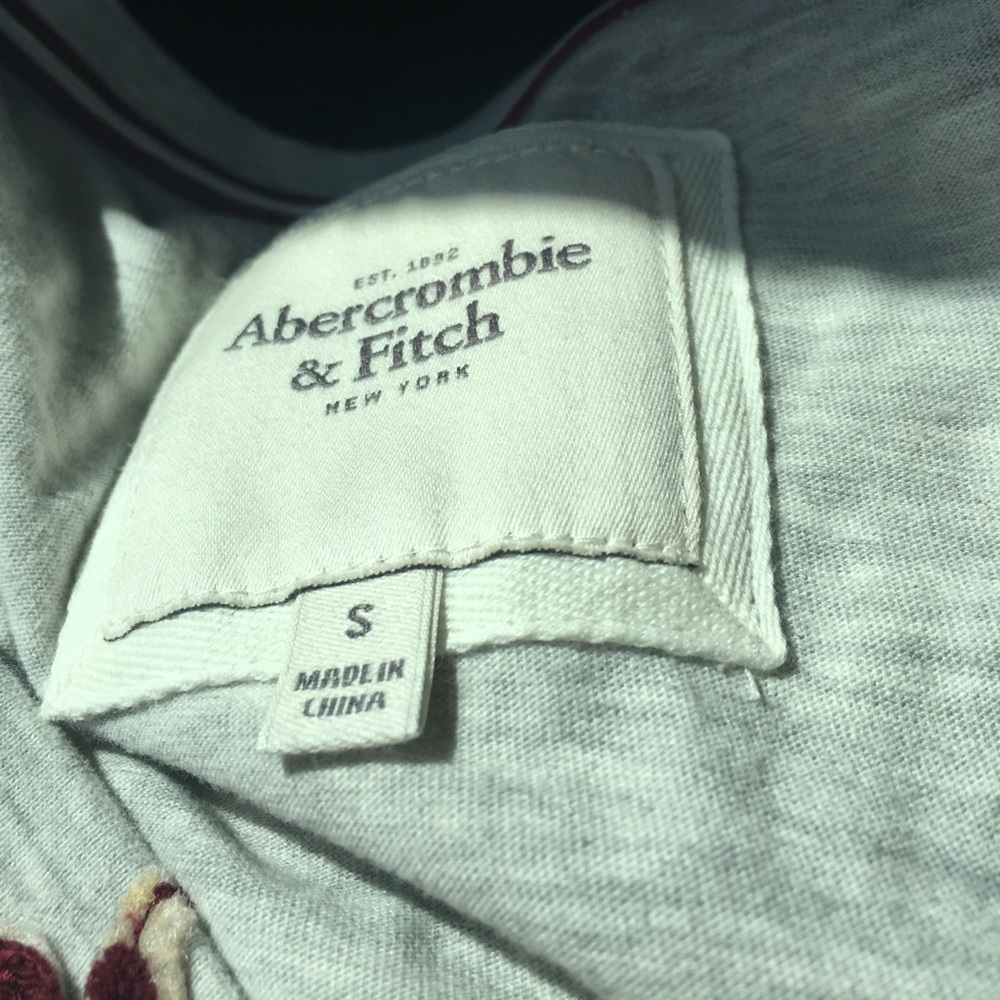 EST. 1892
Abercrombie
& Fitch
NEW YORK
S
MADE IN
CHINA